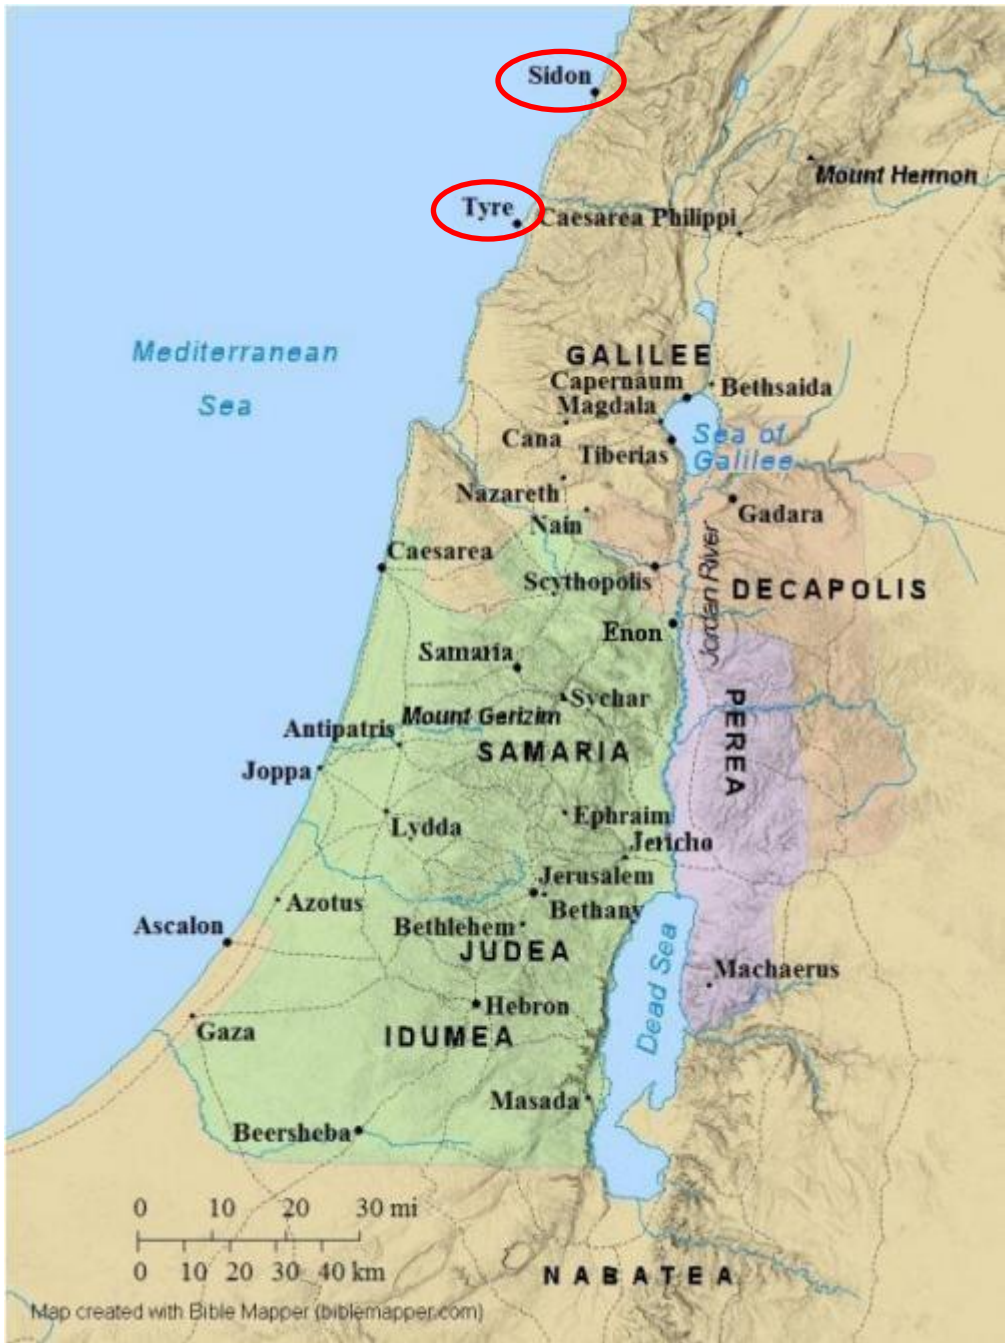 Sidon
Mount Hermon
Tyre
Caesarea Philippi
Mediterranean
Sea
GALILEE
Capernaum
Bethsaida
Magdala
Cana
Sea of
Galilee
Tiberias
Nazareth
Gadara
Nain
Jordan River
Caesarea
Scythopolis
DECAPOLIS
Enon
Samaria
Sychar
PEREA
Mount Gerizim
Antipatris
SAMARIA
Joppa
Ephraim
Lydda
Jericho
Jerusalem
Azotus
Bethany
Ascalon
Bethlehem
JUDEA
Dead Sea
Machaerus
Hebron
Gaza
IDUMEA
Masada
Beersheba
0 10 20 30 mi
0 10 20 30 40 km
NABATEA
Map created with Bible Mapper (biblemapper.com)